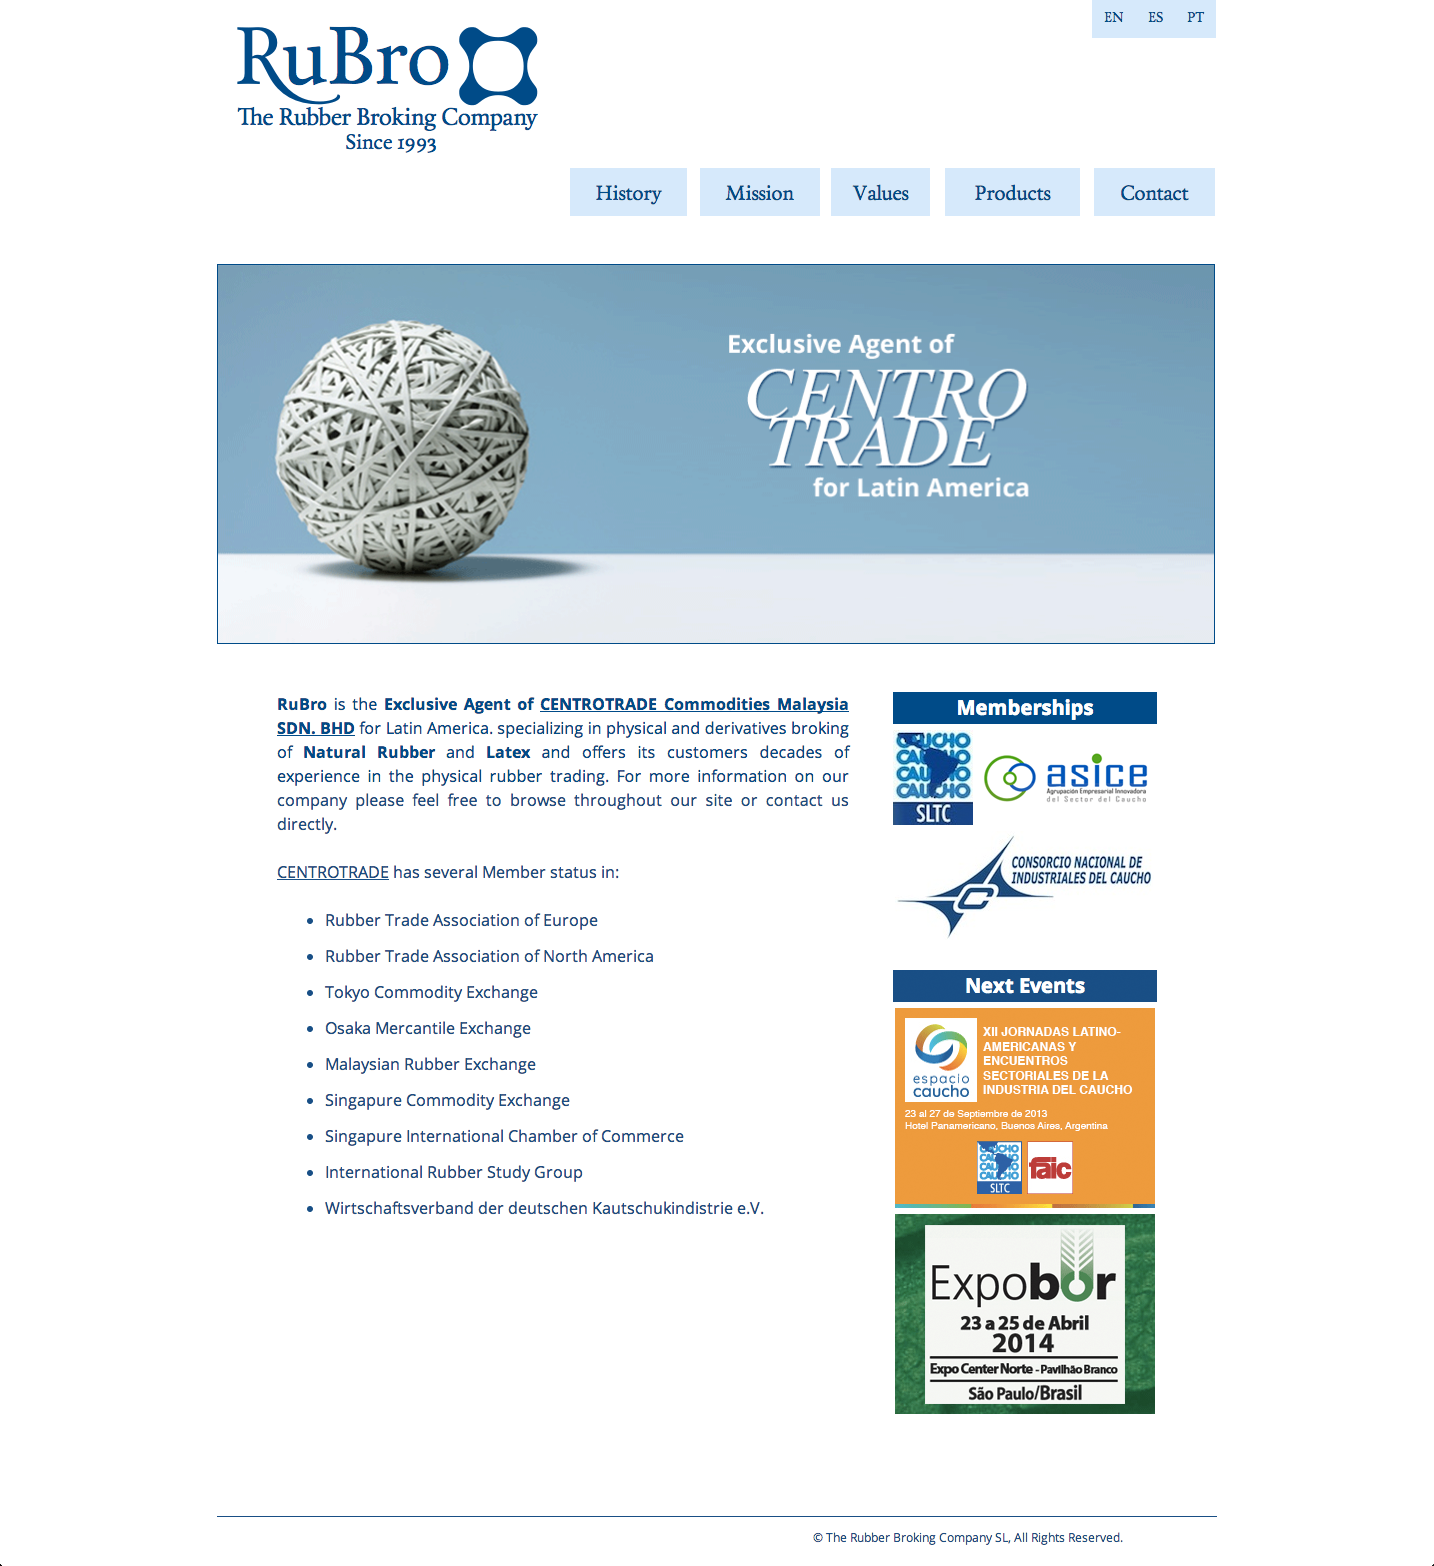 EN ES PT
RuBro
The Rubber Broking Company
Since 1993
History Mission Values Products Contact
Exclusive Agent of
CENTRO
TRADE
for Latin America
RuBro is the Exclusive Agent of CENTROTRADE Commodities Malaysia
SDN. BHD for Latin America. specializing in physical and derivatives broking
of Natural Rubber and Latex and offers its customers decades of
experience in the physical rubber trading. For more information on our
company please feel free to browse throughout our site or contact us
directly.
CENTROTRADE has several Member status in:
• Rubber Trade Association of Europe
• Rubber Trade Association of North America
• Tokyo Commodity Exchange
• Osaka Mercantile Exchange
• Malaysian Rubber Exchange
• Singapure Commodity Exchange
• Singapure International Chamber of Commerce
• International Rubber Study Group
• Wirtschaftsverband der deutschen Kautschukindistrie e.V.
Memberships
CAUCHO
CAUCHO
CAUCHO
CAUCHO
SLTC
asice
Agrupación Empresarial Innovadora
del Sector del Caucho
CONSORCIO NACIONAL DE
INDUSTRIALES DEL CAUCHO
Next Events
espacio
caucho
XII JORNADAS LATINO-
AMERICANAS Y
ENCUENTROS
SECTORIALES DE LA
INDUSTRIA DEL CAUCHO
23 al 27 de Septiembre de 2013
Hotel Panamericano, Buenos Aires, Argentina
CAUCHO
CAUCHO
CAUCHO
CAUCHO
SLTC
faic
Expobor
23 a 25 de Abril
2014
Expo Center Norte - Pavilhão Branco
São Paulo/Brasil
© The Rubber Broking Company SL, All Rights Reserved.